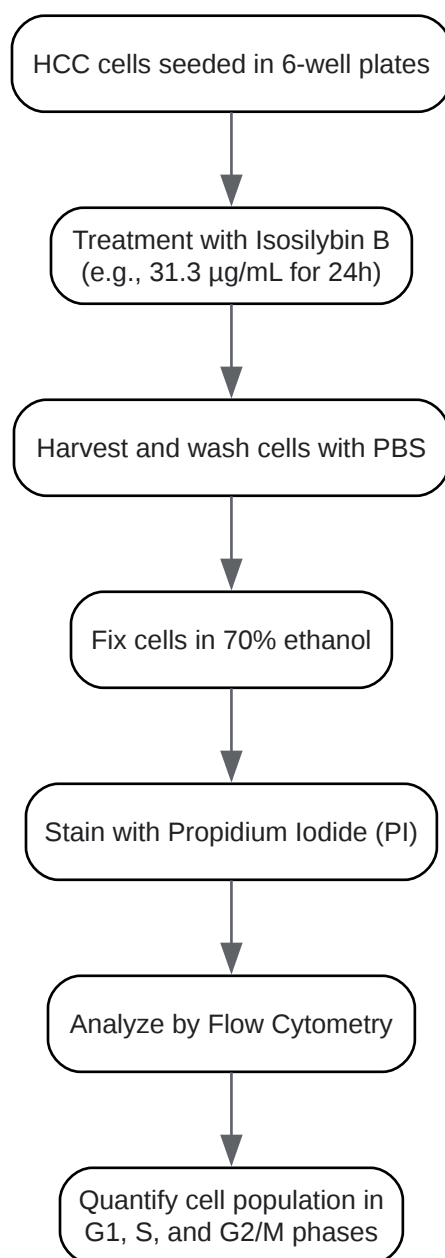 HCC cells seeded in 6-well plates
Treatment with Isosilybin B
(e.g., 31.3 µg/mL for 24h)
Harvest and wash cells with PBS
Fix cells in 70% ethanol
Stain with Propidium Iodide (PI)
Analyze by Flow Cytometry
Quantify cell population in
G1, S, and G2/M phases